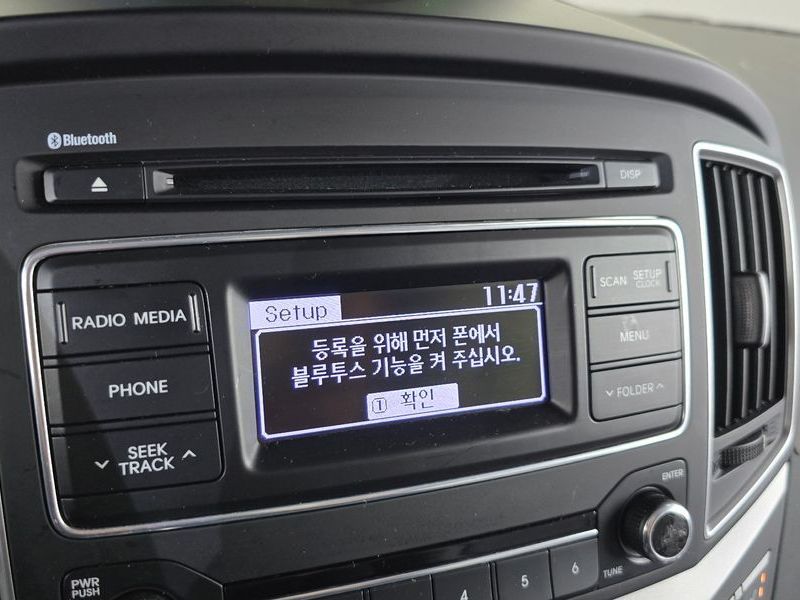 Bluetooth
DISP
Setup
11:47
등록을 위해 먼저 폰에서
블루투스 기능을 켜 주십시오.
1 확인
RADIO MEDIA
PHONE
SEEK
TRACK
SCAN
SETUP
CLOCK
MENU
FOLDER
ENTER
TUNE
PWR
PUSH
4
5
6